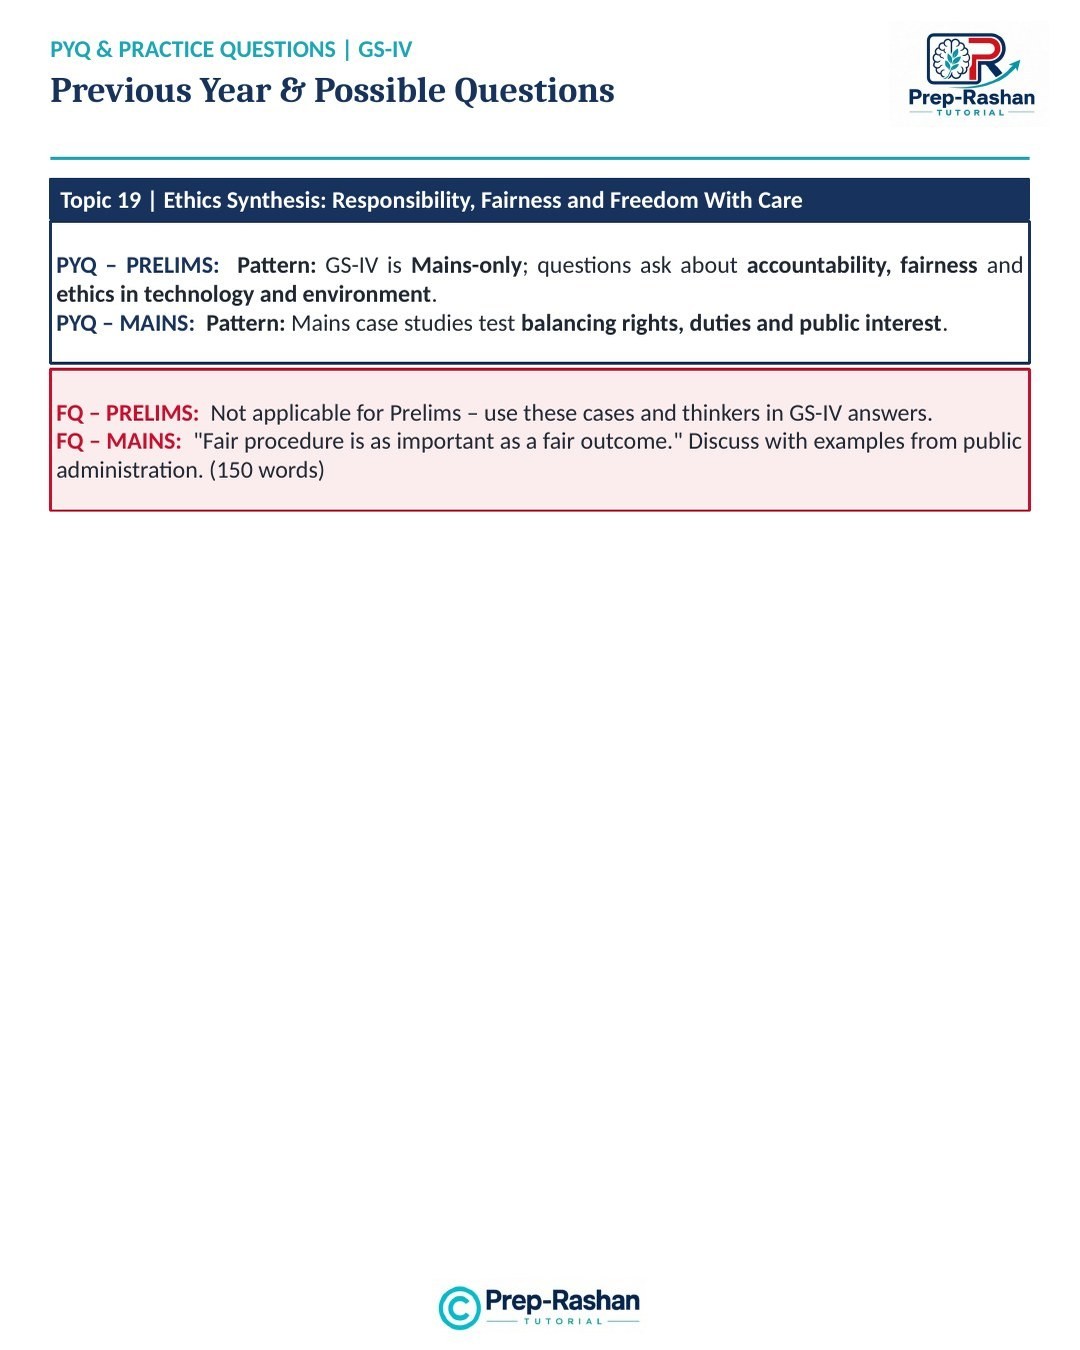 PYQ & PRACTICE QUESTIONS | GS-IV
Previous Year & Possible Questions
Prep-Rashan
TUTORIAL
Topic 19 | Ethics Synthesis: Responsibility, Fairness and Freedom With Care
PYQ – PRELIMS: Pattern: GS-IV is Mains-only; questions ask about accountability, fairness and
ethics in technology and environment.
PYQ – MAINS: Pattern: Mains case studies test balancing rights, duties and public interest.
FQ – PRELIMS: Not applicable for Prelims – use these cases and thinkers in GS-IV answers.
FQ – MAINS: "Fair procedure is as important as a fair outcome." Discuss with examples from public
administration. (150 words)
© Prep-Rashan
TUTORIAL